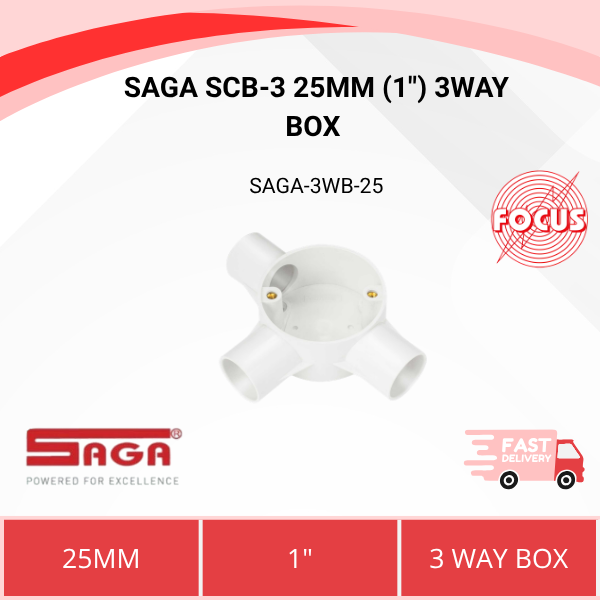 SAGA SCB-3 25MM (1") 3WAY
BOX
SAGA-3WB-25
FOCUS
SAGA®
POWERED FOR EXCELLENCE
FAST
DELIVERY
25MM
1"
3 WAY BOX